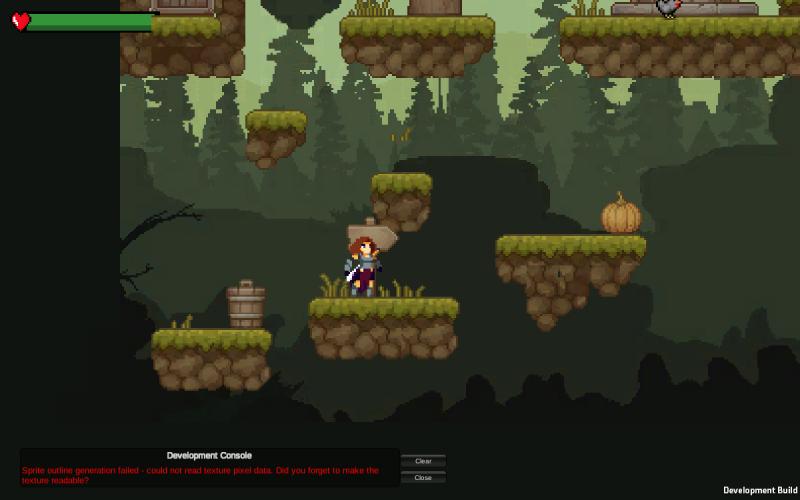 Development Console
Sprite outline generation failed - could not read texture pixel data. Did you forget to make the
texture readable?
Clear
Close
Development Build